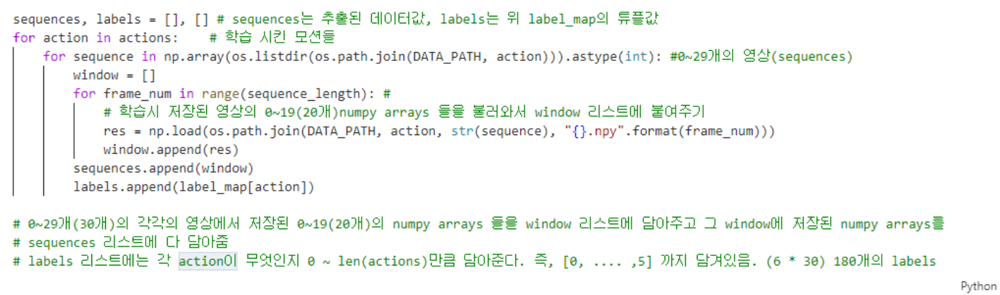 sequences, labels = [], [] # sequences는 추출된 데이터값, labels는 위 label_map의 튜플값
for action in actions:    # 학습 시킨 모션들
    for sequence in np.array(os.listdir(os.path.join(DATA_PATH, action))).astype(int): #0~29개의 영상(sequences)
        window = []
        for frame_num in range(sequence_length): #
            # 학습시 저장된 영상의 0~19(20개)numpy arrays 들을 불러와서 window 리스트에 붙여주기
            res = np.load(os.path.join(DATA_PATH, action, str(sequence), "{}.npy".format(frame_num)))
            window.append(res)
        sequences.append(window)
        labels.append(label_map[action])
# 0~29개(30개)의 각각의 영상에서 저장된 0~19(20개)의 numpy arrays 들을 window 리스트에 담아주고 그 window에 저장된 numpy arrays를
# sequences 리스트에 다 담아줌
# labels 리스트에는 각 action이 무엇인지 0 ~ len(actions)만큼 담아준다. 즉, [0, .... ,5] 까지 담겨있음. (6 * 30) 180개의 labels
Python